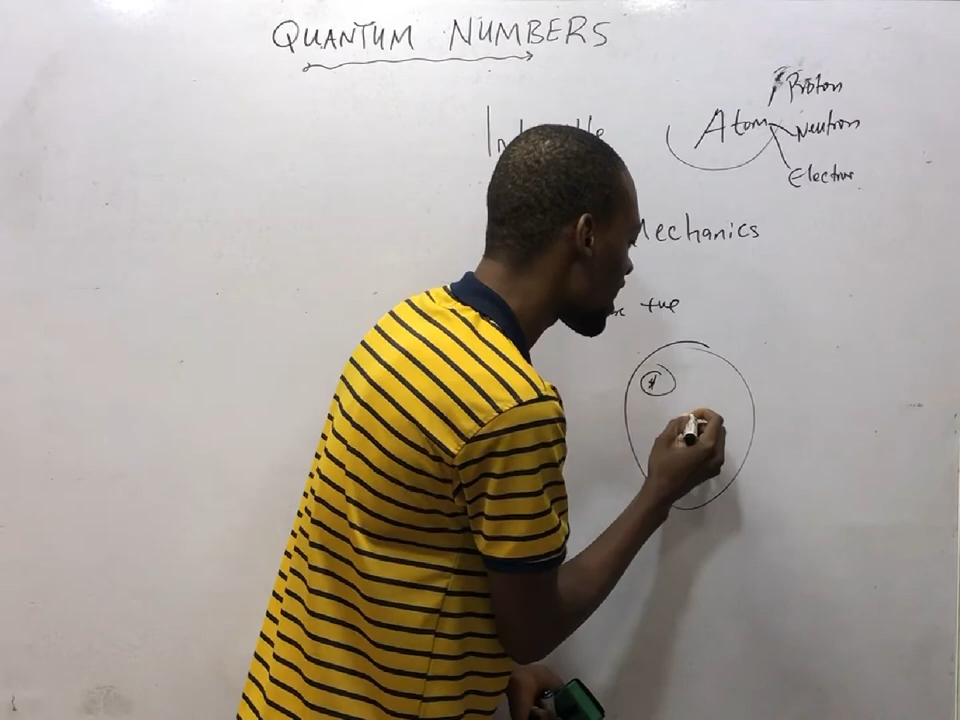 QUANTUM NUMBERS
Proton
Atom
Neutron
Electron
Mechanics
the